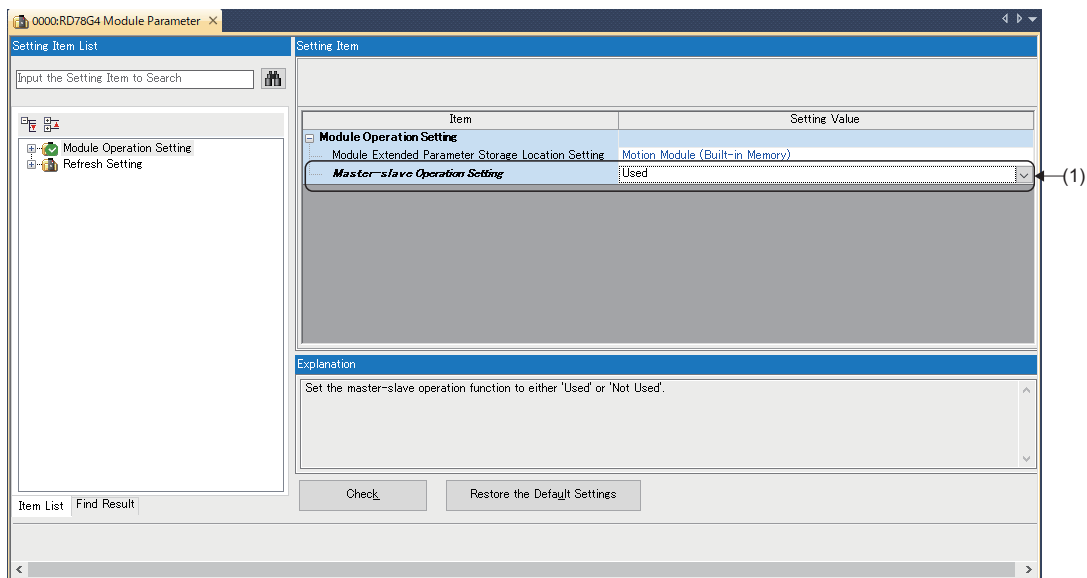 0000:RD78G4 Module Parameter
Setting Item List
Input the Setting Item to Search
Module Operation Setting
Refresh Setting
Item List
Find Result
Setting Item
Item Setting Value
Module Operation Setting
Module Extended Parameter Storage Location Setting Motion Module (Built-in Memory)
Master-slave Operation Setting Used
(1)
Explanation
Set the master-slave operation function to either 'Used' or 'Not Used'.
Check
Restore the Default Settings